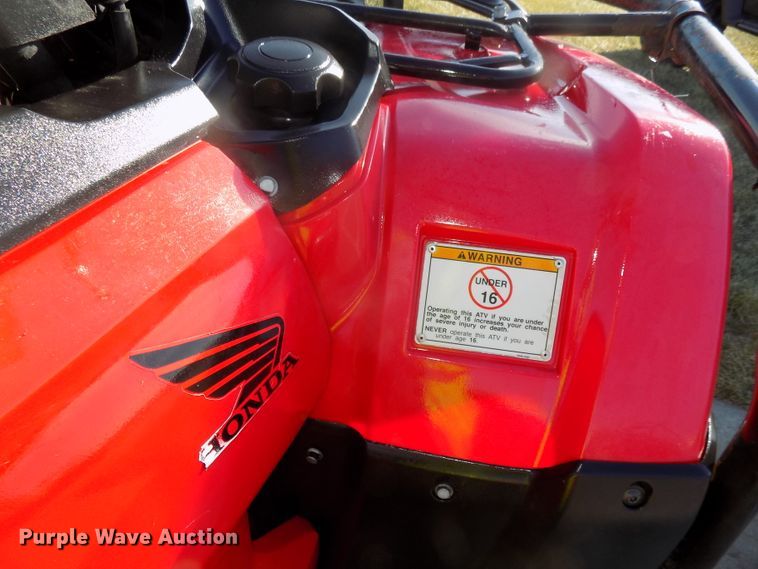 WARNING
UNDER
16
Operating this ATV if you are under
the age of 16 increases your chance
of severe injury or death.
NEVER operate this ATV if you are
under age 16.
HONDA
Purple Wave Auction